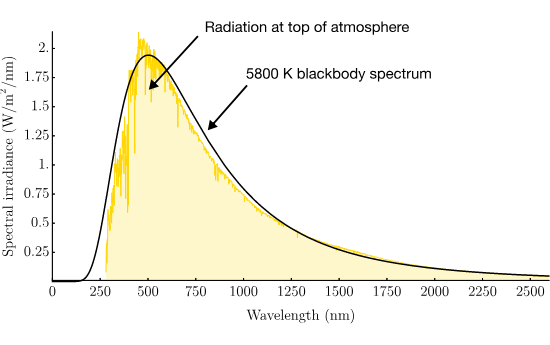 Radiation at top of atmosphere
5800 K blackbody spectrum
Spectral irradiance (W/m²/nm)
2.
1.75
1.5
1.25
1.
0.75
0.5
0.25
0 250 500 750 1000 1250 1500 1750 2000 2250 2500
Wavelength (nm)